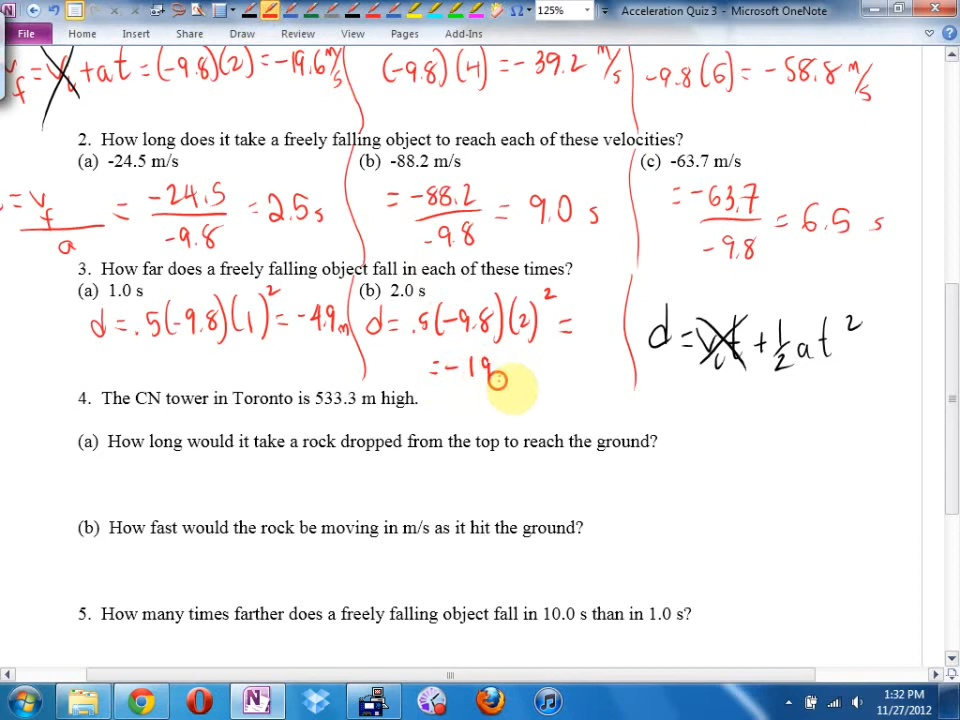 Acceleration Quiz 3 - Microsoft OneNote
125%
File Home Insert Share Draw Review Pages View Add-Ins
+ at = (-9.8)(2) = -19.6 m/s
(-9.8)(4) = -39.2 m/s
-9.8(6) = -58.8 m/s
2. How long does it take a freely falling object to reach each of these velocities?
(a) -24.5 m/s (b) -88.2 m/s (c) -63.7 m/s
= vf/a = -24.5/-9.8 = 2.5 s
= -88.2/-9.8 = 9.0 s
= -63.7/-9.8 = 6.5 s
3. How far does a freely falling object fall in each of these times?
(a) 1.0 s (b) 2.0 s
d = .5(-9.8)(1)² = -4.9 m
d = .5(-9.8)(2)² =
= -19
d = vit + 1/2 at²
4. The CN tower in Toronto is 533.3 m high.
(a) How long would it take a rock dropped from the top to reach the ground?
(b) How fast would the rock be moving in m/s as it hit the ground?
5. How many times farther does a freely falling object fall in 10.0 s than in 1.0 s?
1:32 PM
11/27/2012